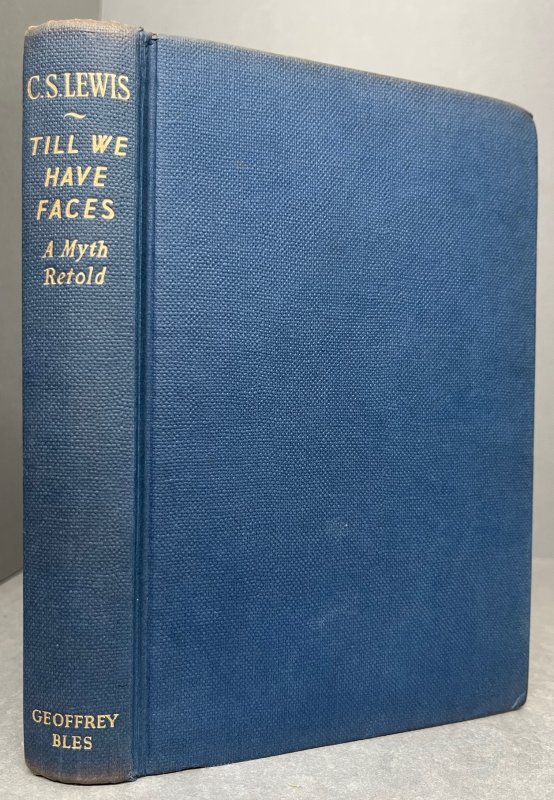 C.S.LEWIS
~
TILL WE
HAVE
FACES
A Myth
Retold
GEOFFREY
BLES